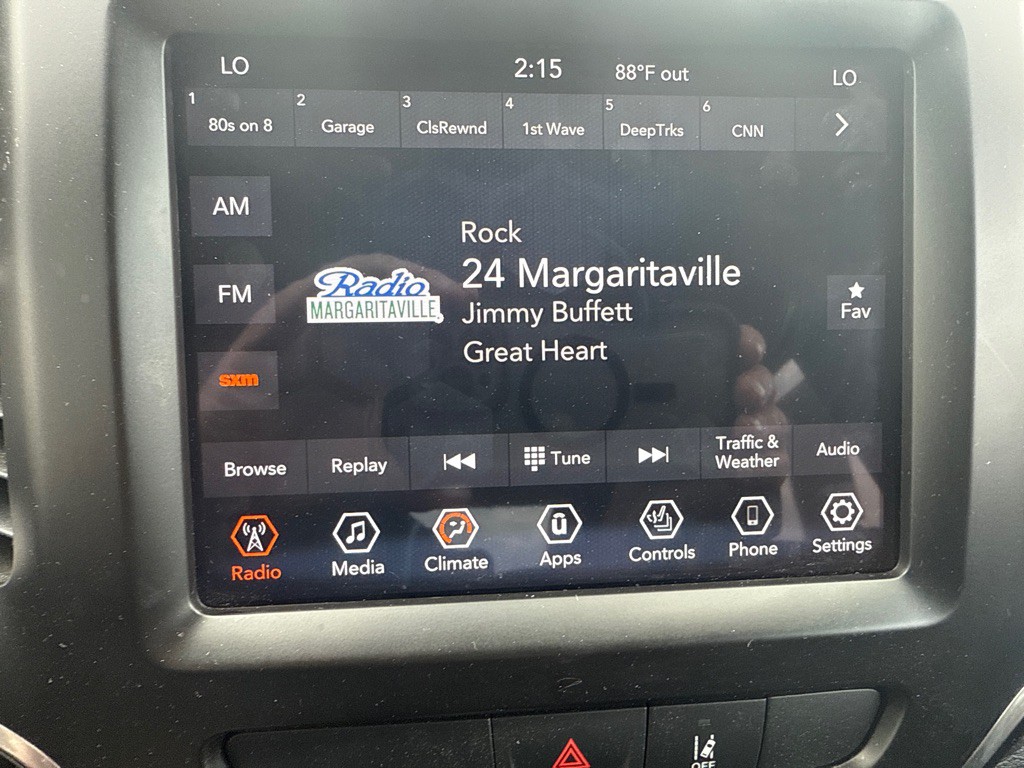 LO 2:15 88°F out LO
1 80s on 8
2 Garage
3 ClsRewnd
4 1st Wave
5 DeepTrks
6 CNN
AM
FM
sxm
Radio
MARGARITAVILLE
Rock
24 Margaritaville
Jimmy Buffett
Great Heart
Fav
Browse
Replay
Tune
Traffic &
Weather
Audio
Radio
Media
Climate
Apps
Controls
Phone
Settings
OFF